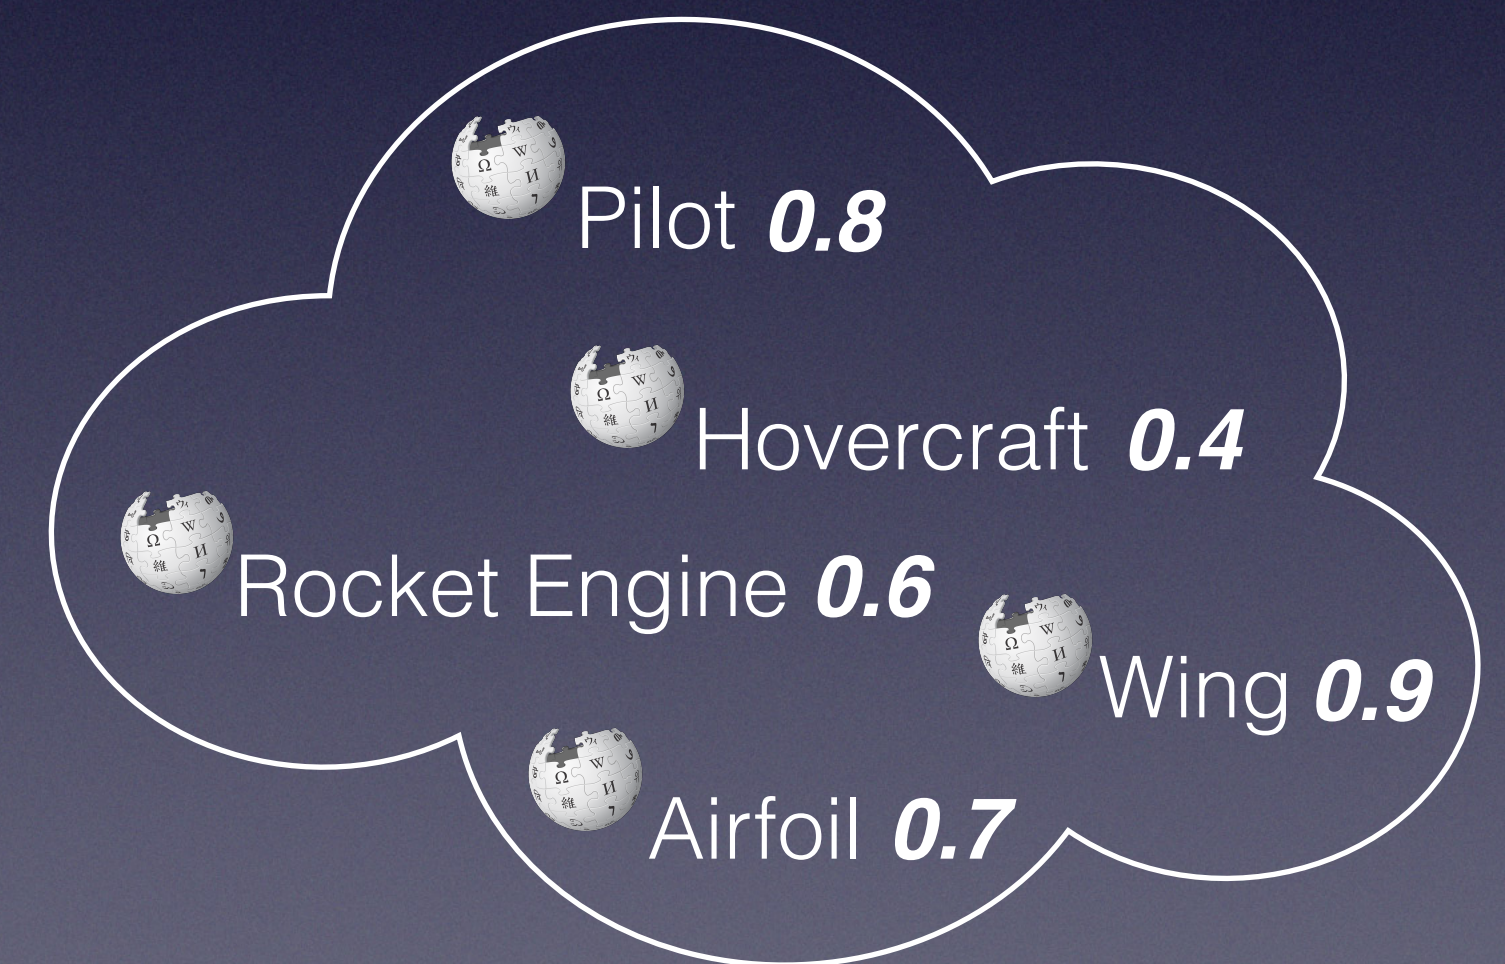 Pilot 0.8
Hovercraft 0.4
Rocket Engine 0.6
Wing 0.9
Airfoil 0.7